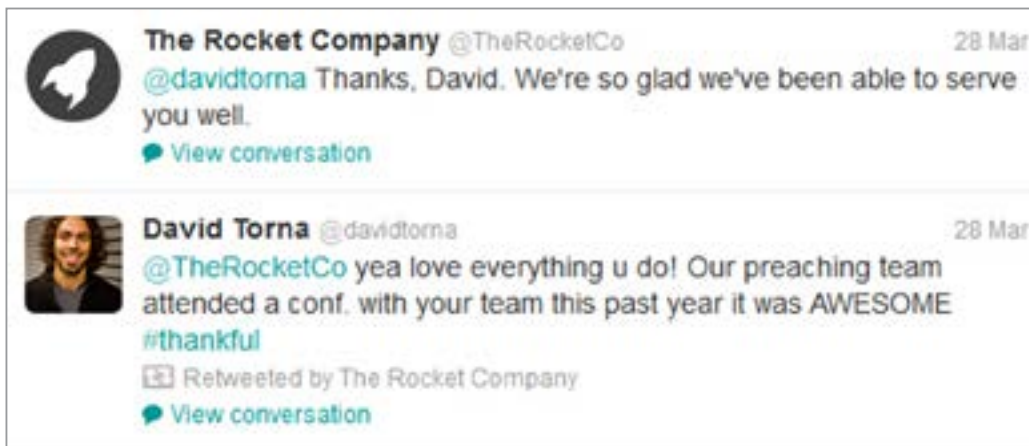 The Rocket Company @TheRocketCo 28 Mar
@davidtorna Thanks, David. We're so glad we've been able to serve
you well.
View conversation
David Torna @davidtorna 28 Mar
@TheRocketCo yea love everything u do! Our preaching team
attended a conf. with your team this past year it was AWESOME
#thankful
Retweeted by The Rocket Company
View conversation